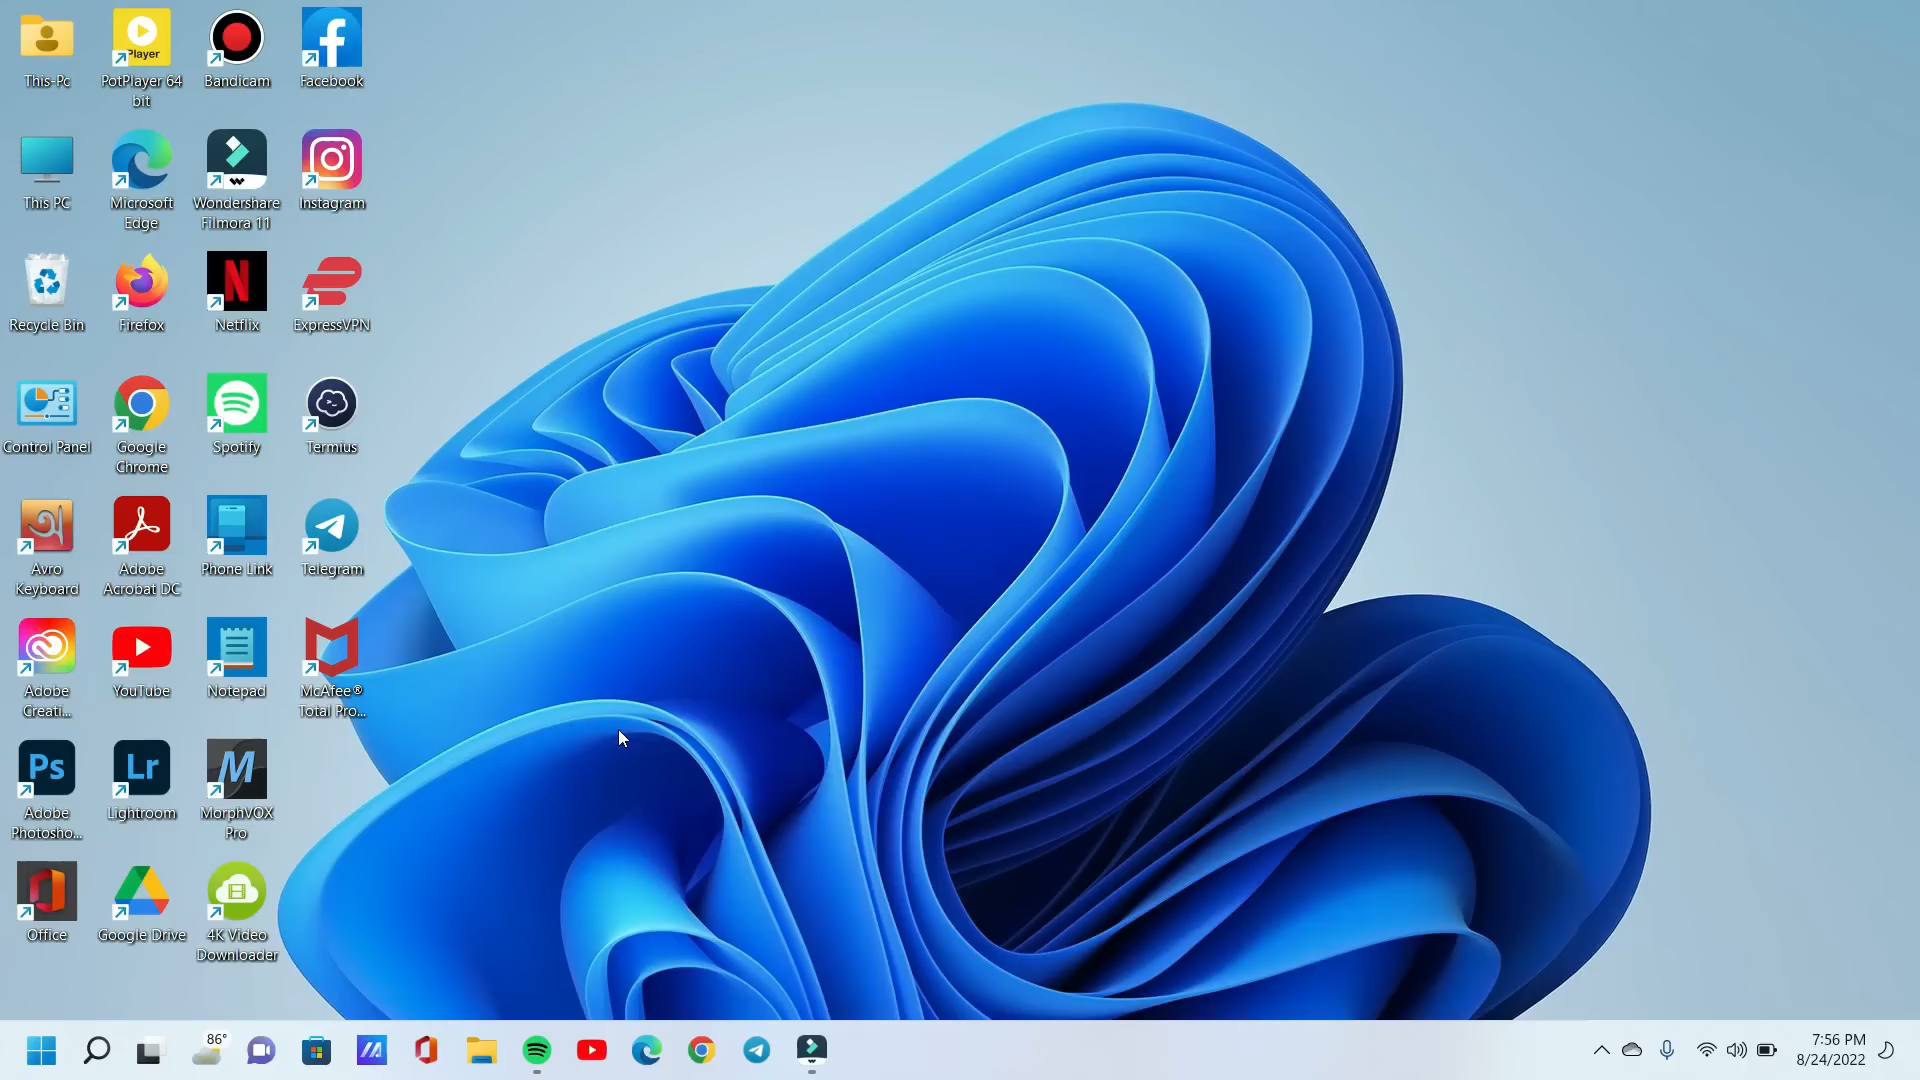 This-Pc
Player
PotPlayer 64
bit
Bandicam
Facebook
This PC
Microsoft
Edge
Wondershare
Filmora 11
Instagram
Recycle Bin
Firefox
N
Netflix
ExpressVPN
Control Panel
Google
Chrome
Spotify
Termius
অ
Avro
Keyboard
Adobe
Acrobat DC
Phone Link
Telegram
Adobe
Creati...
YouTube
Notepad
McAfee®
Total Pro...
Ps
Adobe
Photosho...
Lr
Lightroom
M
MorphVOX
Pro
Office
Google Drive
4K Video
Downloader
86°
7:56 PM
8/24/2022